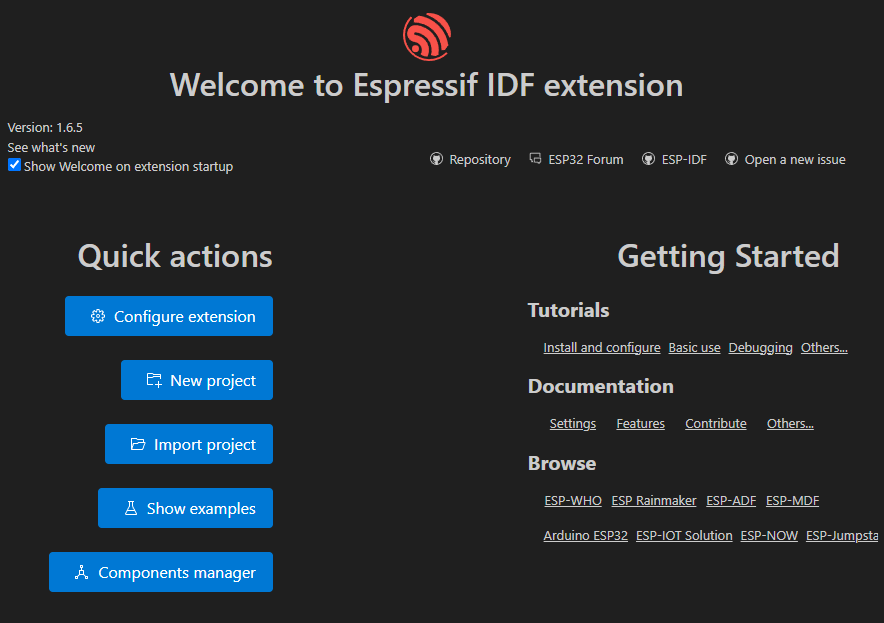 Welcome to Espressif IDF extension
Version: 1.6.5
See what's new
Show Welcome on extension startup
Repository ESP32 Forum ESP-IDF Open a new issue
Quick actions
Configure extension
New project
Import project
Show examples
Components manager
Getting Started
Tutorials
Install and configure Basic use Debugging Others...
Documentation
Settings Features Contribute Others...
Browse
ESP-WHO ESP Rainmaker ESP-ADF ESP-MDF
Arduino ESP32 ESP-IOT Solution ESP-NOW ESP-Jumpsta